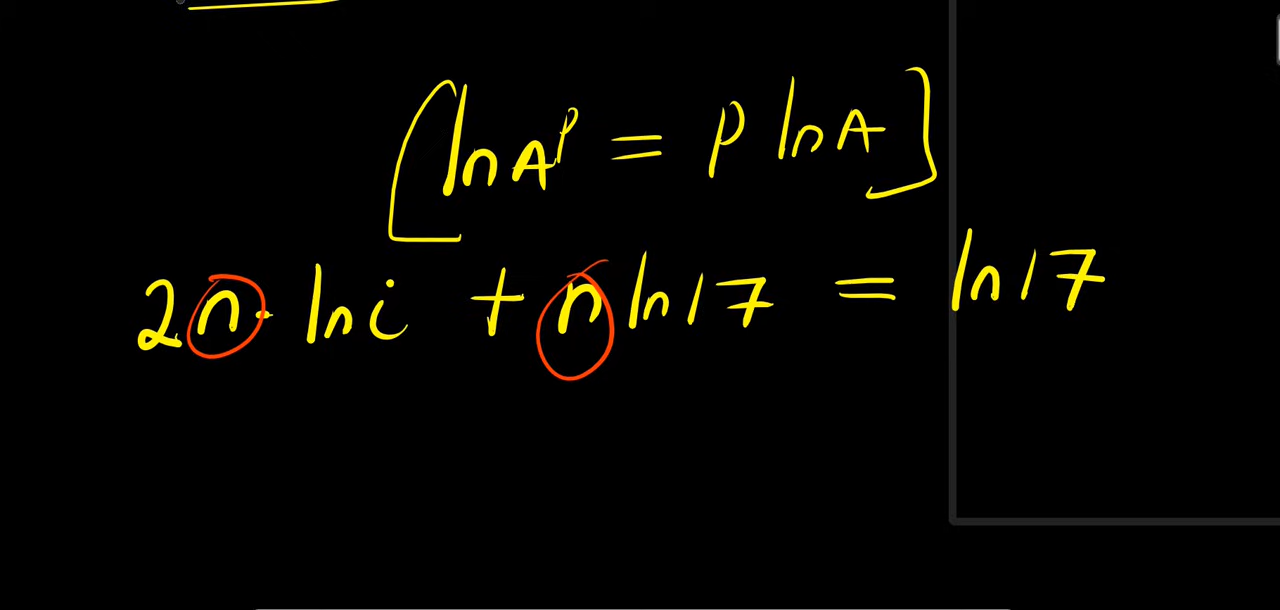 [ln A^p = p ln A]
2n · ln i + n ln 17 = ln 17